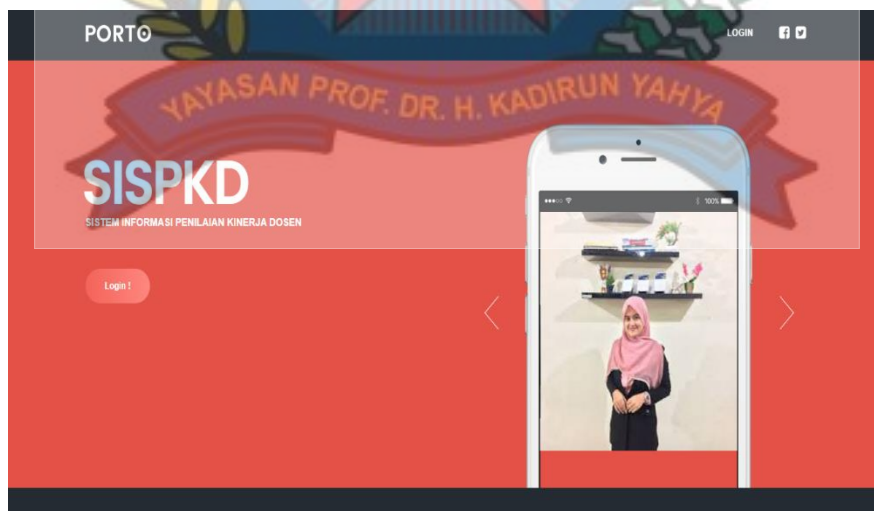 PORTO
LOGIN
YAYASAN PROF. DR. H. KADIRUN YAHYA
SISPKD
SISTEM INFORMASI PENILAIAN KINERJA DOSEN
Login !
100%